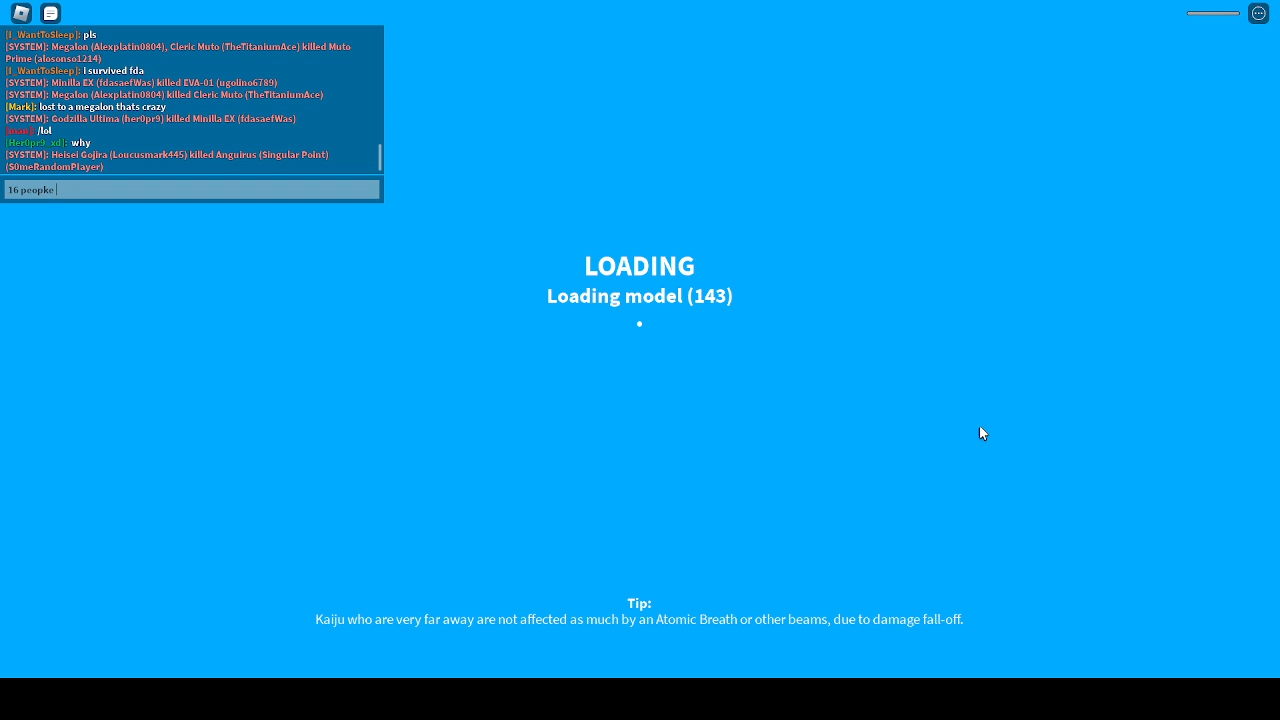 [I_WantToSleep]: pls
[SYSTEM]: Megalon (Alexplatin0804), Cleric Muto (TheTitaniumAce) killed Muto
Prime (alosonso1214)
[I_WantToSleep]: I survived fda
[SYSTEM]: Minilla EX (fdasaefWas) killed EVA-01 (ugolino6789)
[SYSTEM]: Megalon (Alexplatin0804) killed Cleric Muto (TheTitaniumAce)
[Mark]: lost to a megalon thats crazy
[SYSTEM]: Godzilla Ultima (her0pr9) killed Minilla EX (fdasaefWas)
/lol
[Her0pr9_xd]: why
[SYSTEM]: Heisei Gojira (Loucusmark445) killed Anguirus (Singular Point)
(S0meRandomPlayer)
16 peopke
LOADING
Loading model (143)
Tip:
Kaiju who are very far away are not affected as much by an Atomic Breath or other beams, due to damage fall-off.